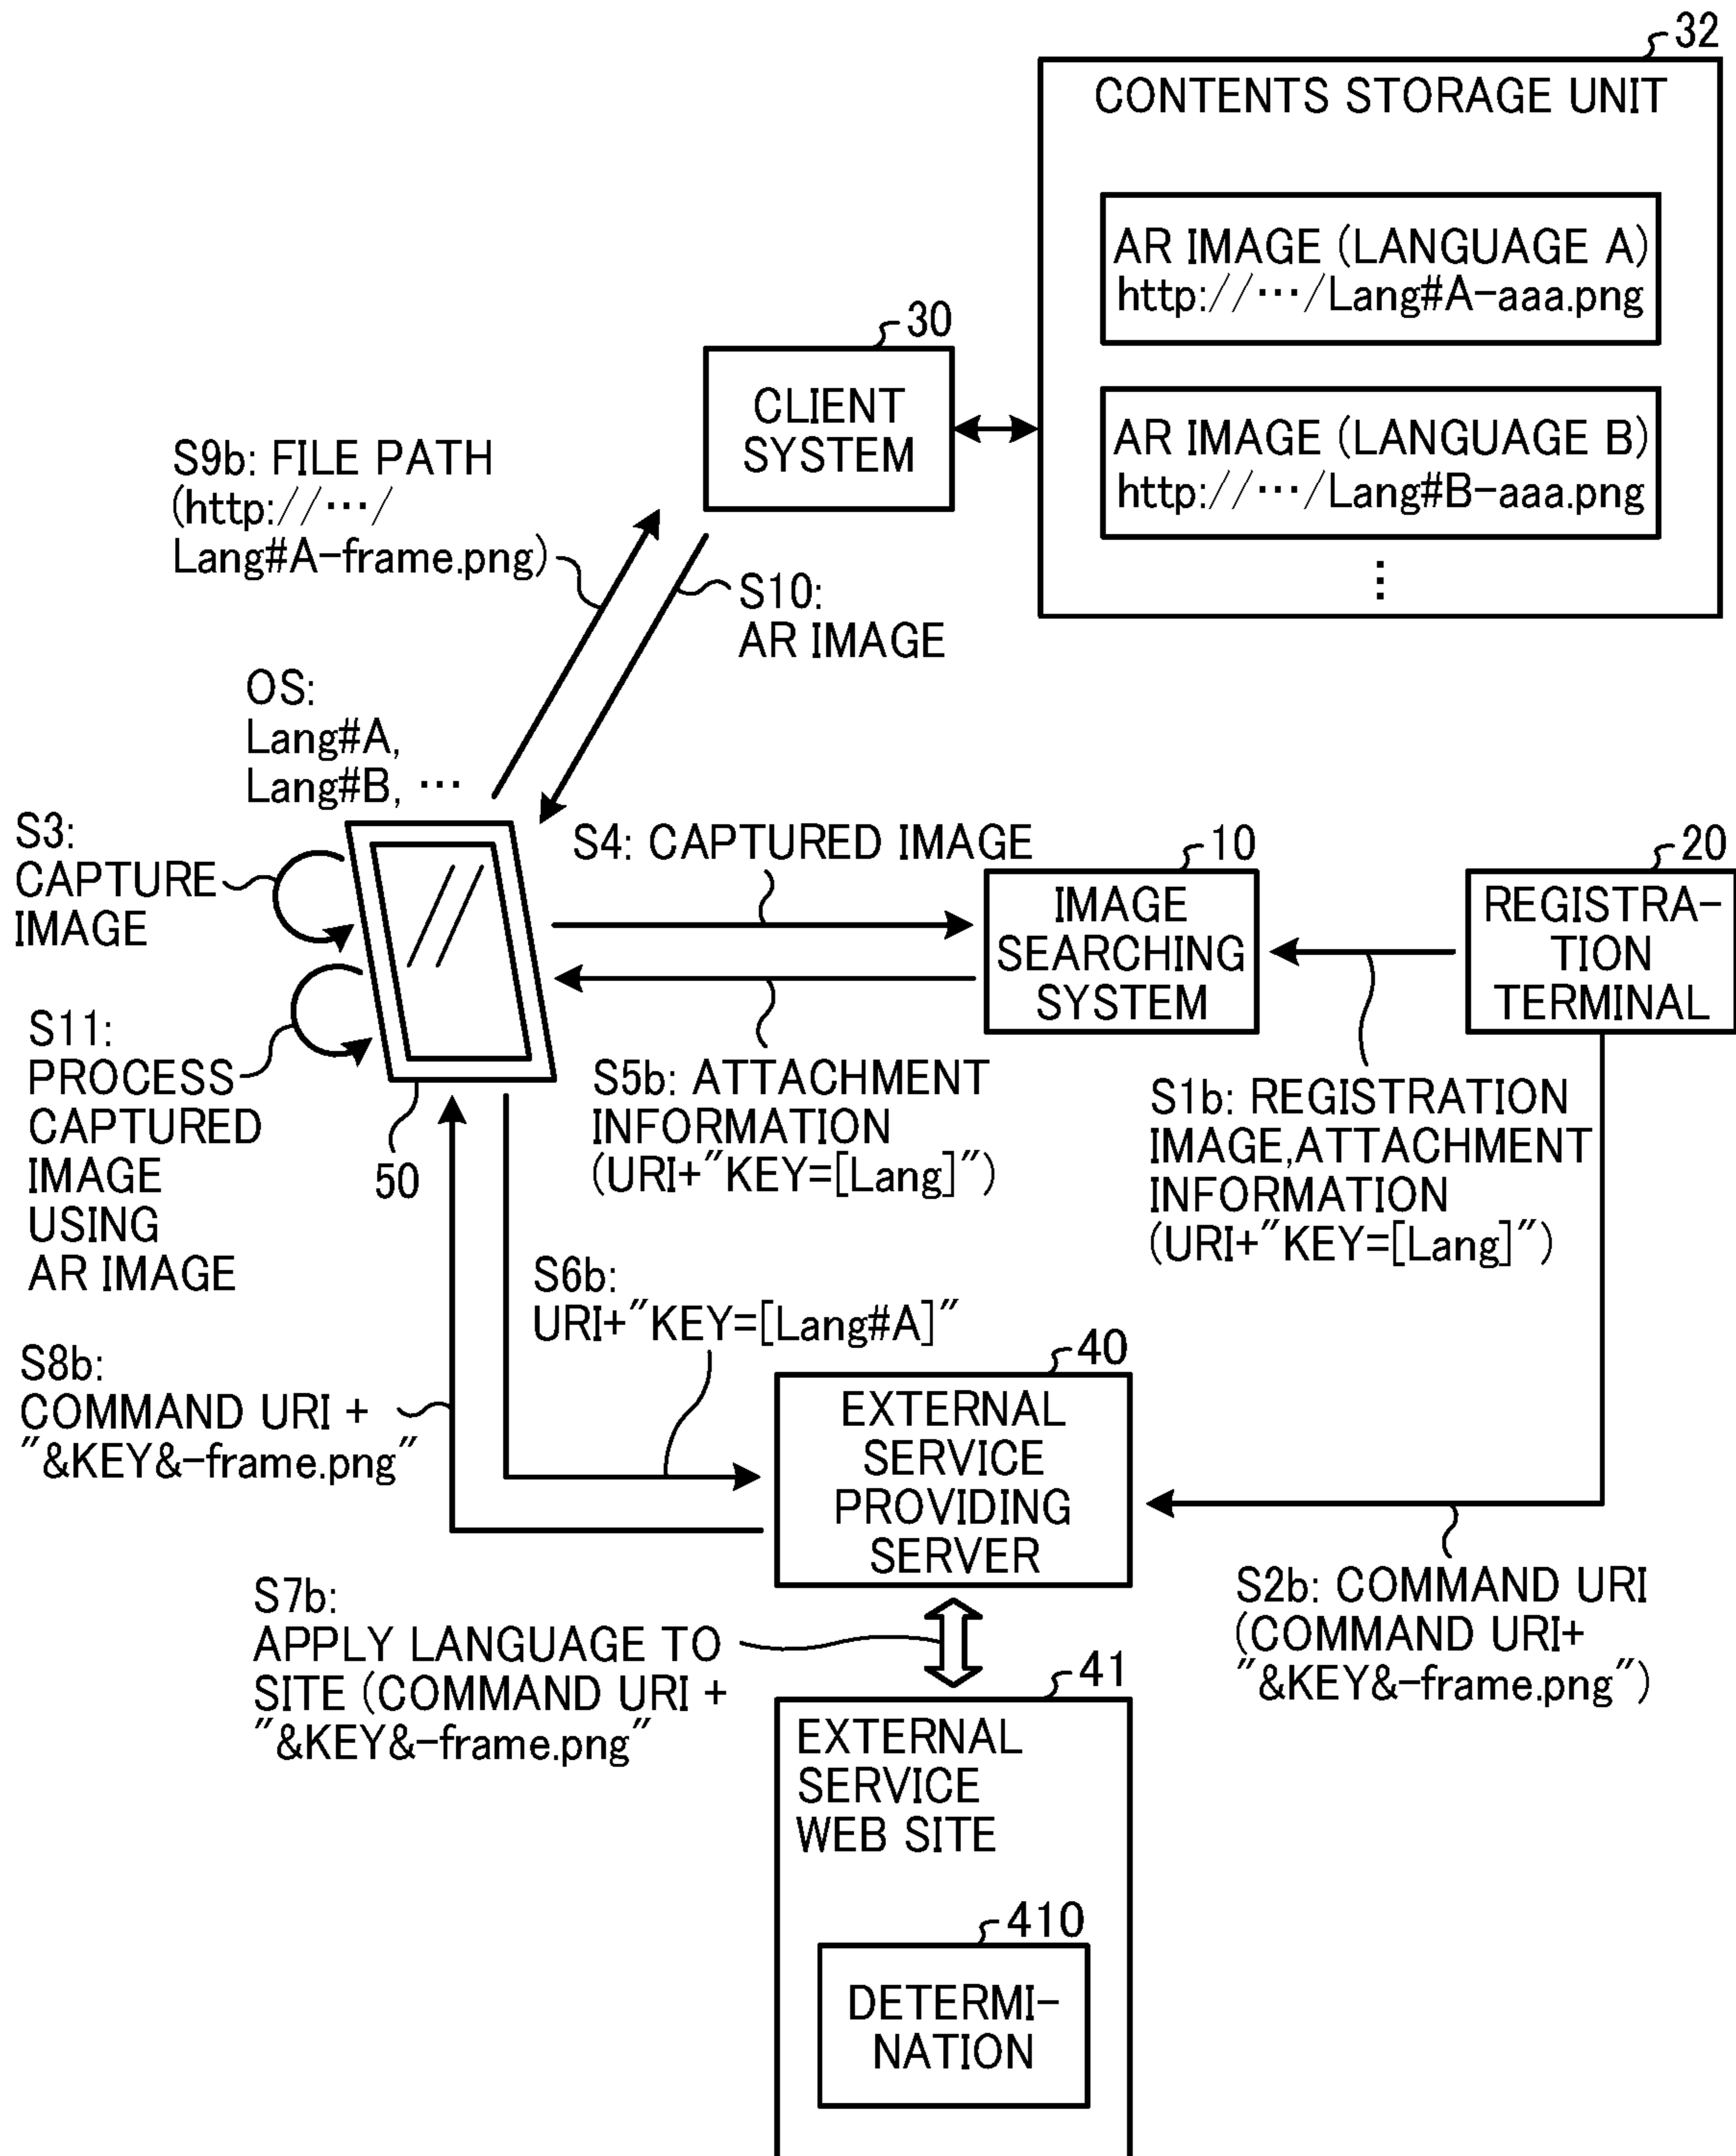 32
CONTENTS STORAGE UNIT
AR IMAGE (LANGUAGE A)
http://···/Lang#A-aaa.png
AR IMAGE (LANGUAGE B)
http://···/Lang#B-aaa.png
⋮
30
CLIENT
SYSTEM
S9b: FILE PATH
(http://···/
Lang#A-frame.png)
S10:
AR IMAGE
OS:
Lang#A,
Lang#B, ···
S3:
CAPTURE
IMAGE
S4: CAPTURED IMAGE
10
IMAGE
SEARCHING
SYSTEM
20
REGISTRA-
TION
TERMINAL
S11:
PROCESS
CAPTURED
IMAGE
USING
AR IMAGE
50
S5b: ATTACHMENT
INFORMATION
(URI+"KEY=[Lang]")
S1b: REGISTRATION
IMAGE,ATTACHMENT
INFORMATION
(URI+"KEY=[Lang]")
S6b:
URI+"KEY=[Lang#A]"
S8b:
COMMAND URI +
"&KEY&-frame.png"
40
EXTERNAL
SERVICE
PROVIDING
SERVER
S2b: COMMAND URI
(COMMAND URI+
"&KEY&-frame.png")
S7b:
APPLY LANGUAGE TO
SITE (COMMAND URI +
"&KEY&-frame.png"
41
EXTERNAL
SERVICE
WEB SITE
410
DETERMI-
NATION